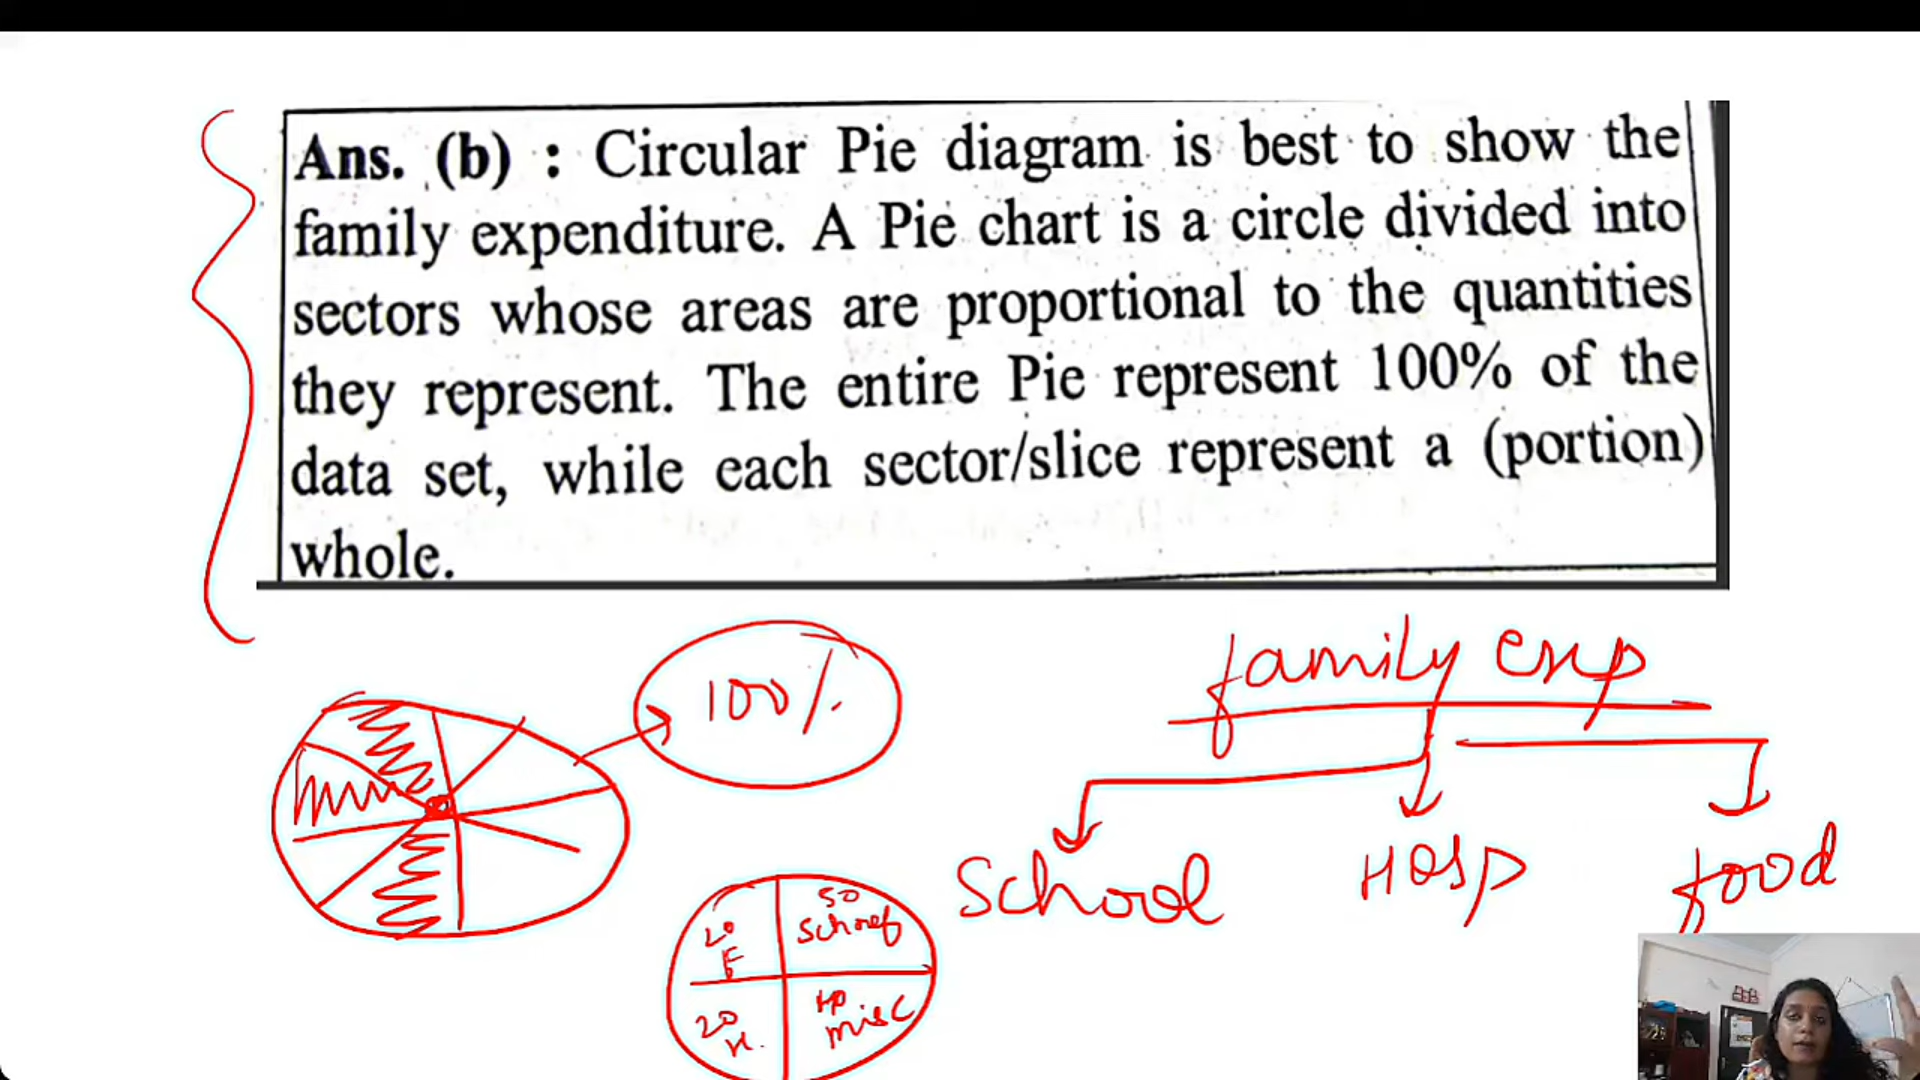 Ans. (b) : Circular Pie diagram is best to show the
family expenditure. A Pie chart is a circle divided into
sectors whose areas are proportional to the quantities
they represent. The entire Pie represent 100% of the
data set, while each sector/slice represent a (portion)
whole.
100%
family exp
School Hosp food
20 F
50 School
20 H.
misc